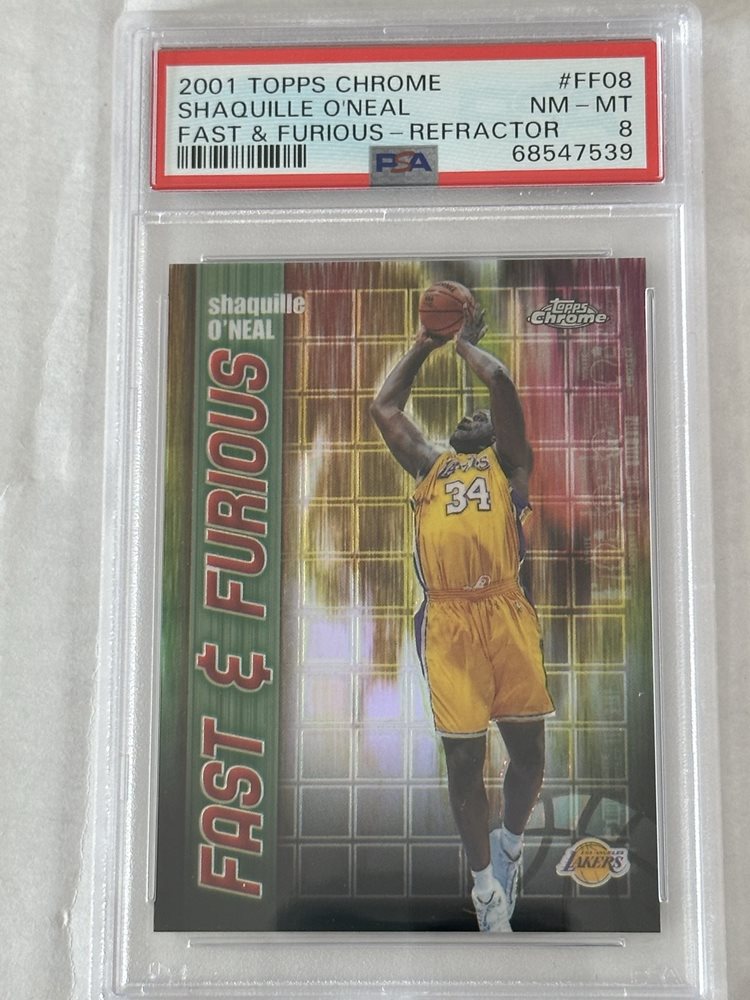 2001 TOPPS CHROME #FF08
SHAQUILLE O'NEAL NM - MT
FAST & FURIOUS - REFRACTOR 8
PSA 68547539
shaquille
O'NEAL
FAST & FURIOUS
topps
Chrome
LAKERS
34
LOS ANGELES
LAKERS